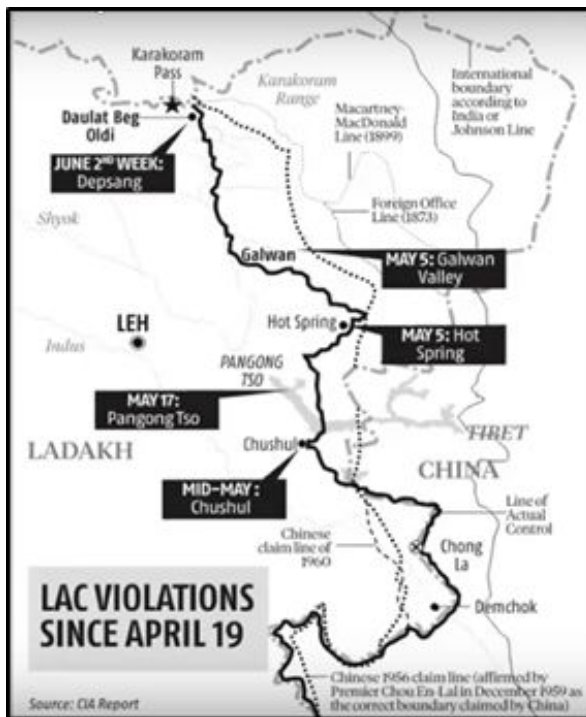 Karakoram
Pass
Karakoram
Range
International
boundary
according to
India or
Johnson Line
Macartney-
MacDonald
Line (1899)
Daulat Beg
Oldi
JUNE 2ND WEEK:
Depsang
Foreign Office
Line (1873)
Shyok
Galwan
MAY 5: Galwan
Valley
LEH
Hot Spring
MAY 5: Hot
Spring
Indus
PANGONG
TSO
MAY 17:
Pangong Tso
TIBET
Chushul
LADAKH
CHINA
MID-MAY:
Chushul
Line of
Actual
Control
Chinese
claim line of
1960
Chong
La
Demchok
LAC VIOLATIONS
SINCE APRIL 19
Chinese 1956 claim line (affirmed by
Premier Chou En-Lal in December 1959 as
the correct boundary claimed by China)
Source: CIA Report